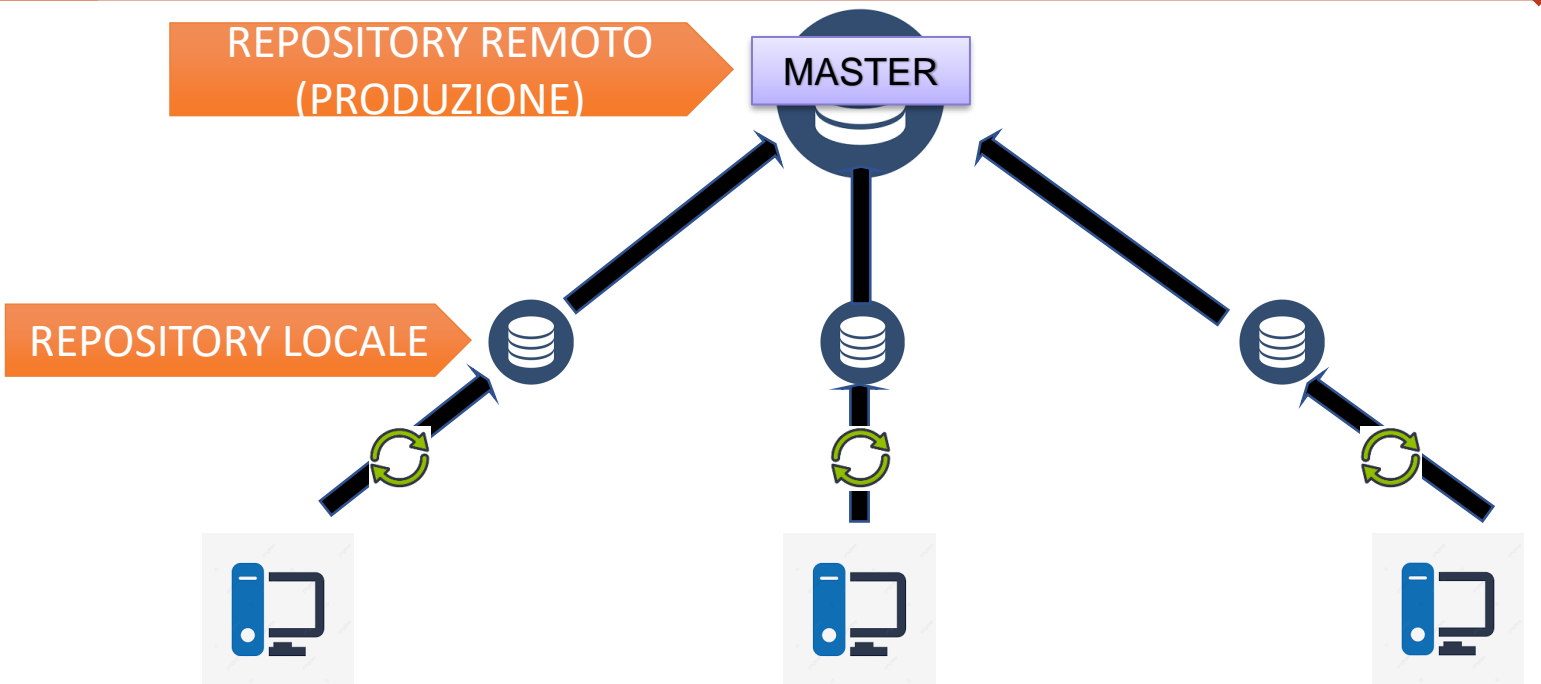 REPOSITORY REMOTO
(PRODUZIONE)
MASTER
REPOSITORY LOCALE